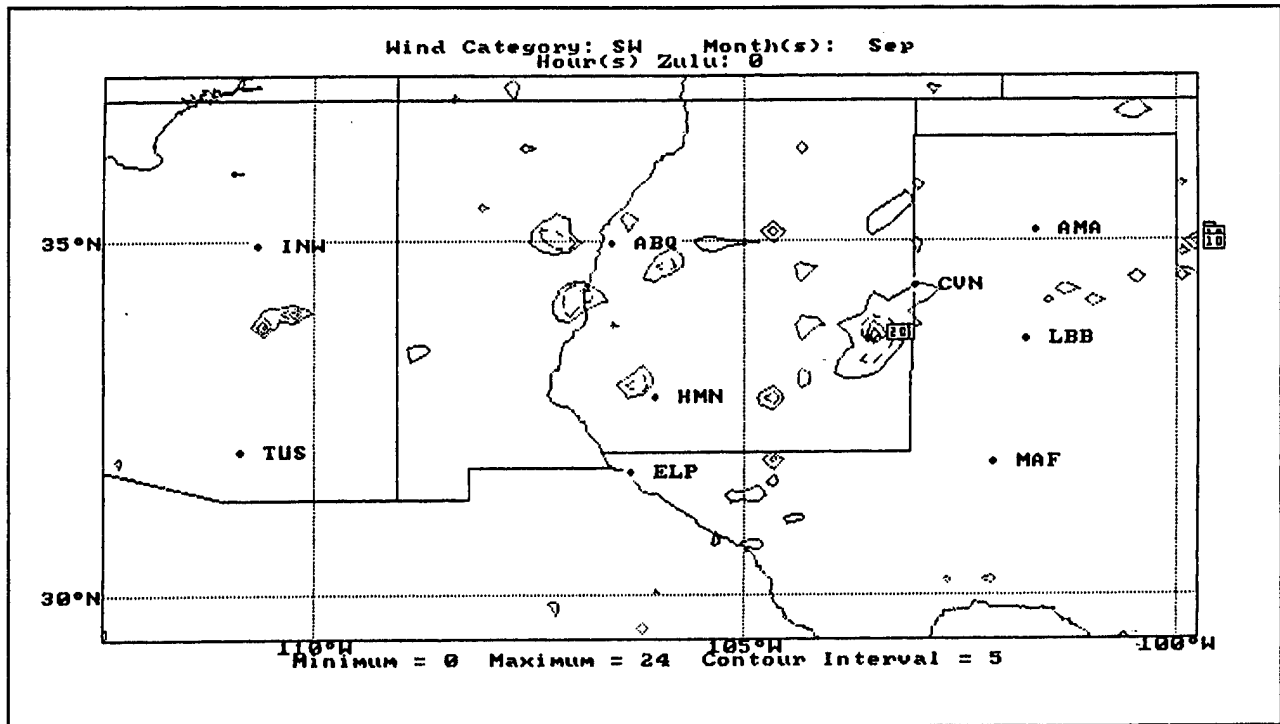 Wind Category: SW Month(s): Sep
Hour(s) Zulu: 0
35°N
INW
ABQ
AMA
10
CVN
20
LBB
HMN
TUS
ELP
MAF
30°N
110°W
105°W
100°W
Minimum = 0 Maximum = 24 Contour Interval = 5